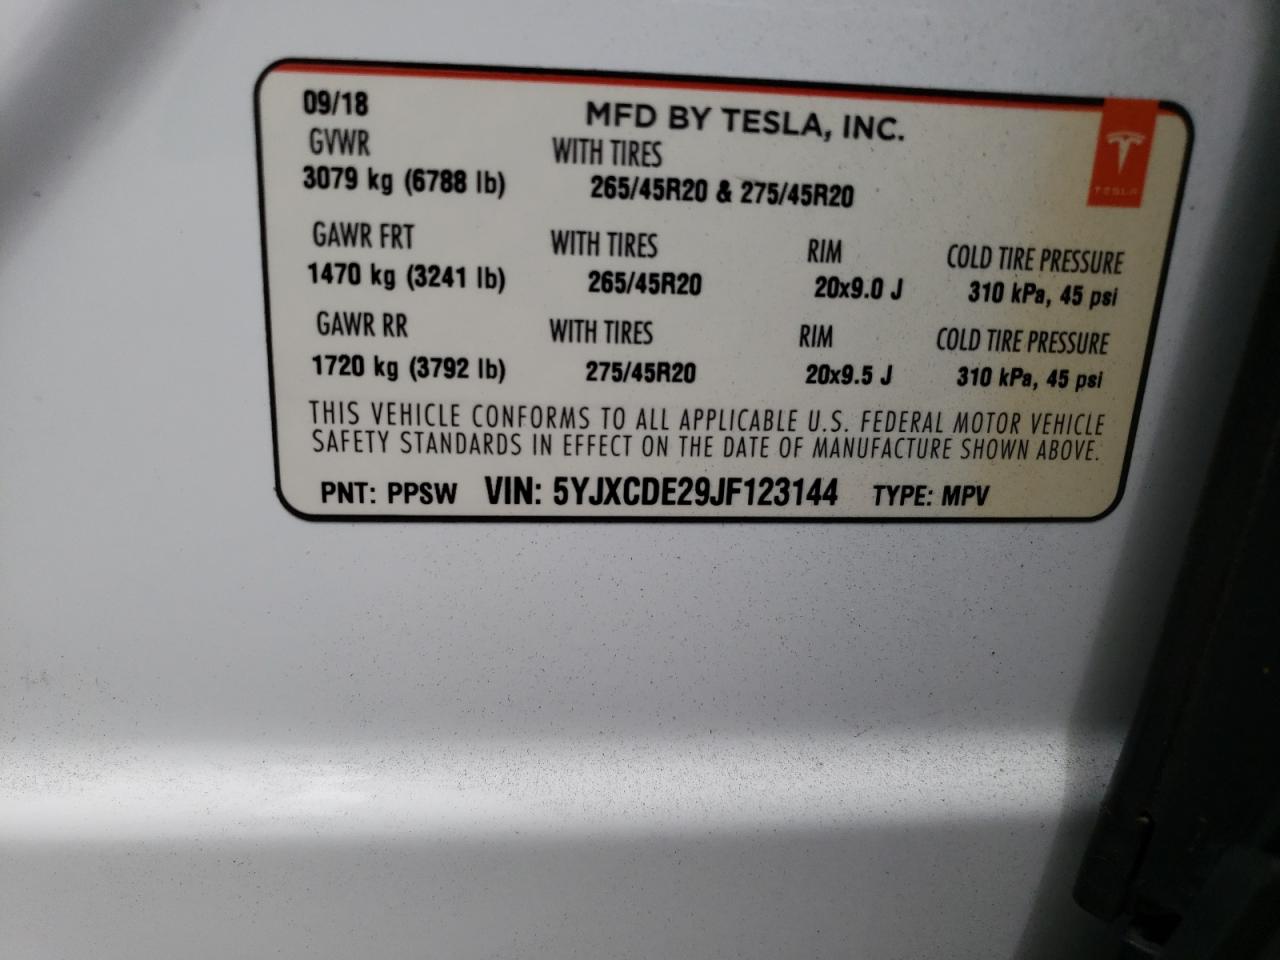 09/18 MFD BY TESLA, INC.
GVWR WITH TIRES
3079 kg (6788 lb) 265/45R20 & 275/45R20
TESLA
GAWR FRT WITH TIRES RIM COLD TIRE PRESSURE
1470 kg (3241 lb) 265/45R20 20x9.0 J 310 kPa, 45 psi
GAWR RR WITH TIRES RIM COLD TIRE PRESSURE
1720 kg (3792 lb) 275/45R20 20x9.5 J 310 kPa, 45 psi
THIS VEHICLE CONFORMS TO ALL APPLICABLE U.S. FEDERAL MOTOR VEHICLE
SAFETY STANDARDS IN EFFECT ON THE DATE OF MANUFACTURE SHOWN ABOVE.
PNT: PPSW VIN: 5YJXCDE29JF123144 TYPE: MPV